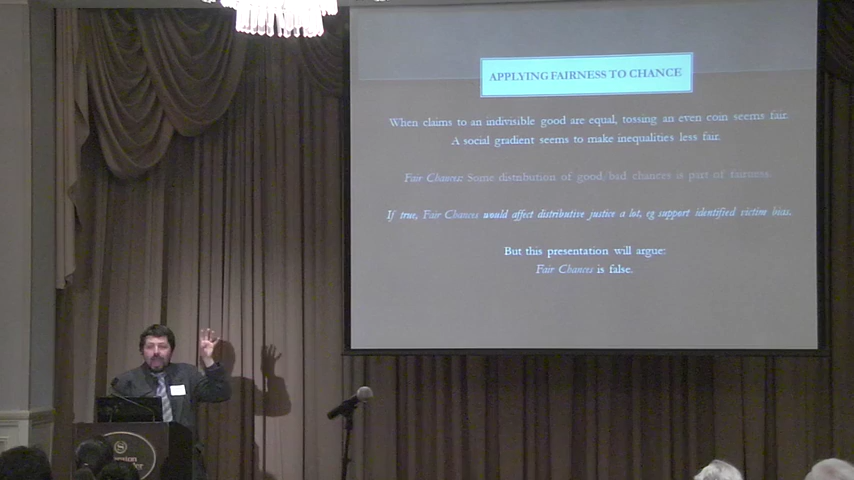 APPLYING FAIRNESS TO CHANCE
When claims to an indivisible good are equal, tossing an even coin seems fair.
A social gradient seems to make inequalities less fair.
Fair Chances: Some distribution of good/bad chances is part of fairness.
If true, Fair Chances would affect distributive justice a lot, eg support identified victim bias.
But this presentation will argue:
Fair Chances is false.